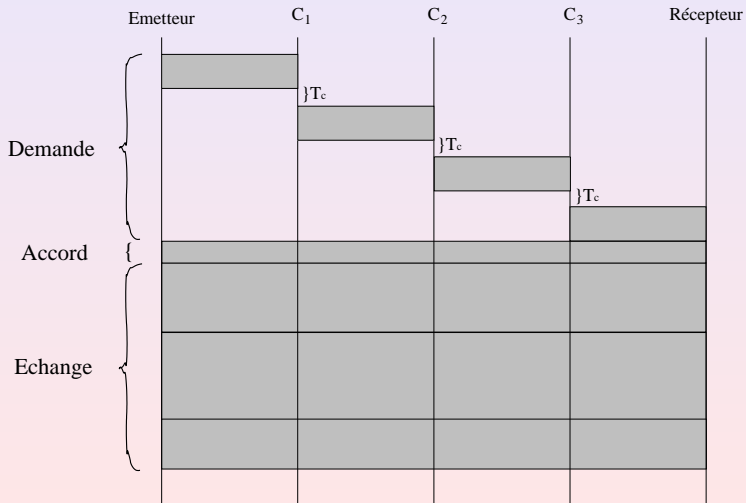 Emetteur C1 C2 C3 Récepteur
}Tc
}Tc
Demande
}Tc
Accord {
Echange